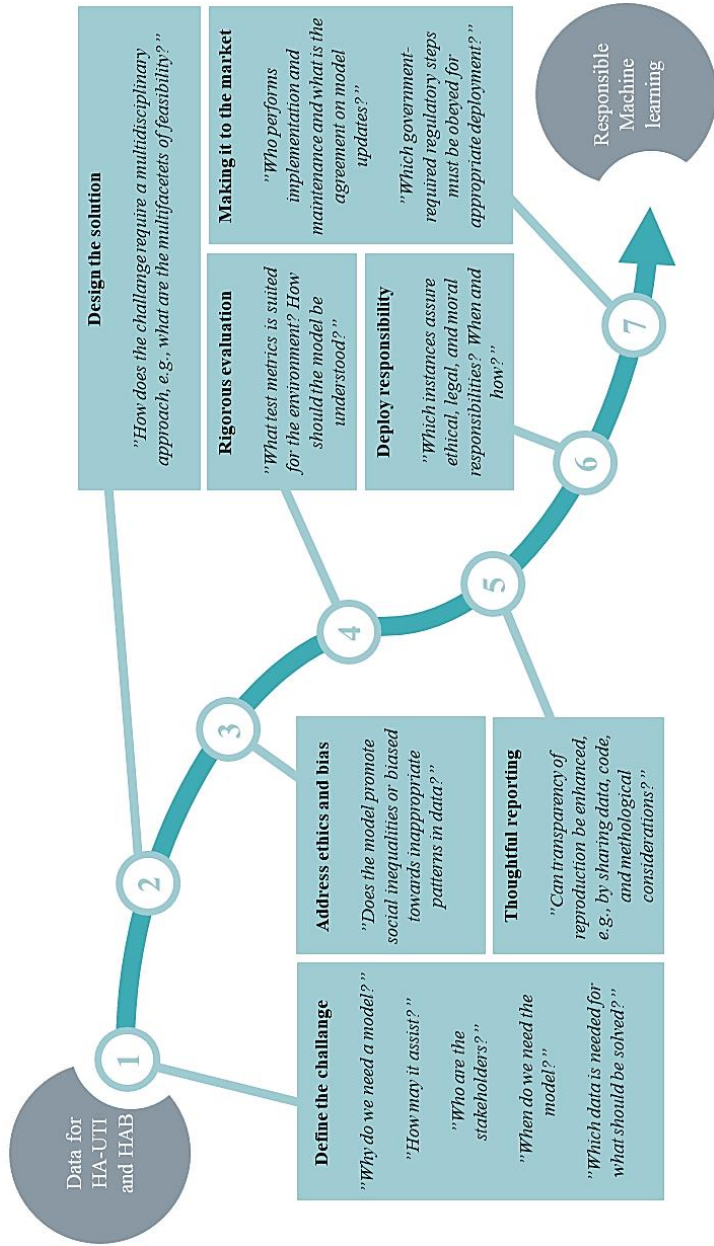 Data for
HA-UTI
and HAB
1
Define the challange
"Why do we need a model?"
"How may it assist?"
"Who are the
stakeholders?"
"When do we need the
model?"
"Which data is needed for
what should be solved?"
2
Design the solution
"How does the challange require a multidisciplinary
approach, e.g., what are the multifacets of feasibility?"
3
Address ethics and bias
"Does the model promote
social inequalities or biased
towards inappropriate
patterns in data?"
4
Rigorous evaluation
"What test metrics is suited
for the environment? How
should the model be
understood?"
5
Thoughtful reporting
"Can transparency of
reproduction be enhanced,
e.g., by sharing data, code,
and methological
considerations?"
6
Deploy responsibility
"Which instances assure
ethical, legal, and moral
responsibilities? When and
how?"
7
Making it to the market
"Who performs
implementation and
maintenance and what is the
agreement on model
updates?"
"Which government-
required regulatory steps
must be obeyed for
appropriate deployment?"
Responsible
Machine
learning